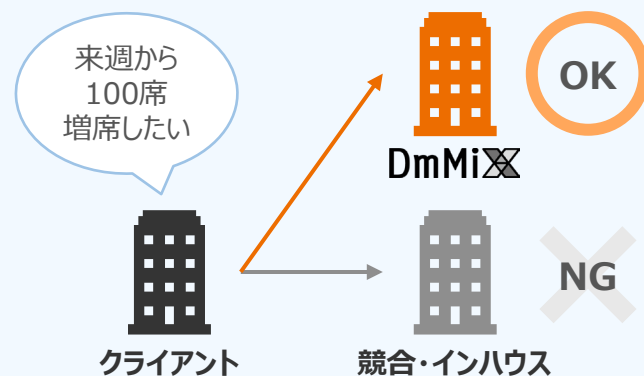 来週から
100席
増席したい
OK
DmMiX
NG
クライアント
競合・インハウス